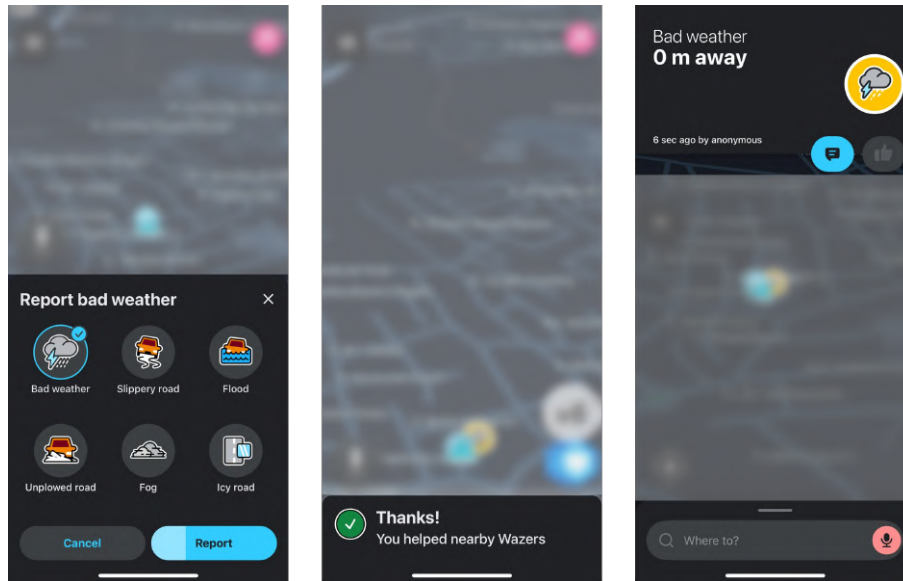 Report bad weather
Bad weather
Slippery road
Flood
Unplowed road
Fog
Icy road
Cancel
Report
Thanks!
You helped nearby Wazers
Bad weather
0 m away
6 sec ago by anonymous
Where to?